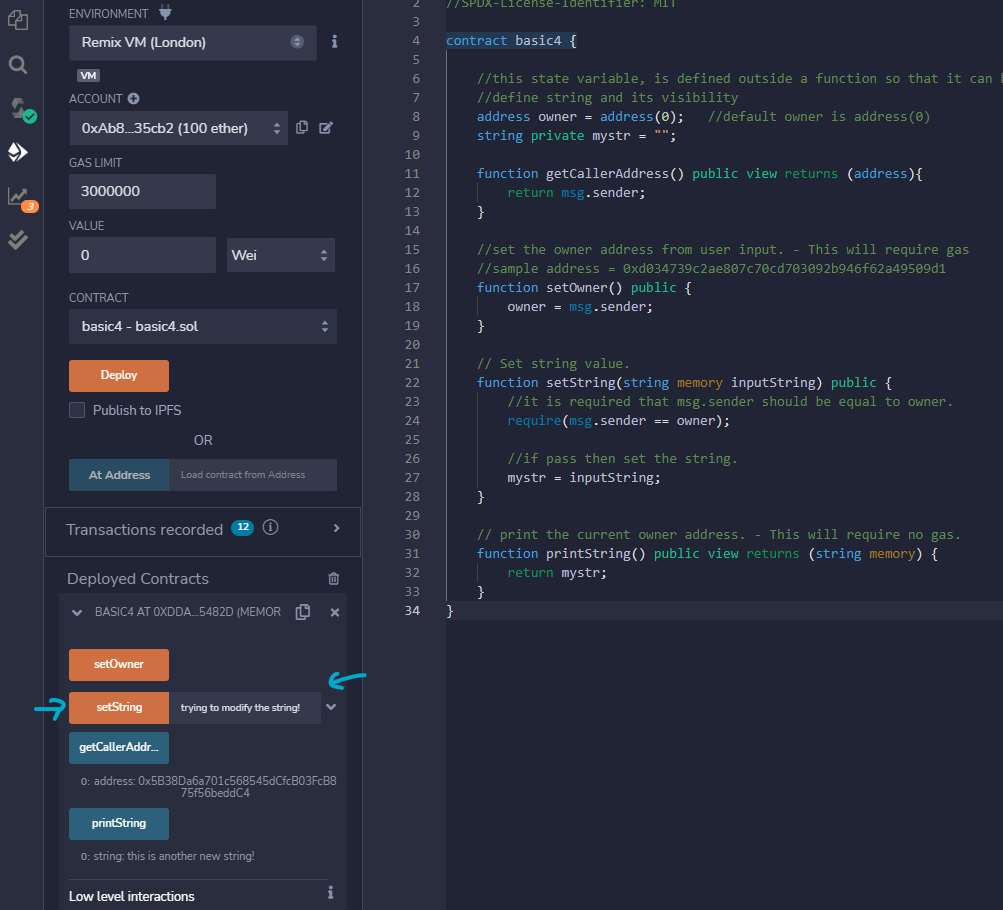 ENVIRONMENT
Remix VM (London)
VM
ACCOUNT
0xAb8...35cb2 (100 ether)
GAS LIMIT
3000000
VALUE
0
Wei
CONTRACT
basic4 - basic4.sol
Deploy
Publish to IPFS
OR
At Address
Load contract from Address
Transactions recorded 12
Deployed Contracts
BASIC4 AT 0XDDA...5482D (MEMOR
setOwner
setString
trying to modify the string!
getCallerAddr...
0: address: 0x5B38Da6a701c568545dCfcB03FcB8
75f56beddC4
printString
0: string: this is another new string!
Low level interactions
3
2 //SPDX-License-Identifier: MIT
3
4 contract basic4 {
5
6 //this state variable, is defined outside a function so that it can
7 //define string and its visibility
8 address owner = address(0); //default owner is address(0)
9 string private mystr = "";
10
11 function getCallerAddress() public view returns (address){
12 return msg.sender;
13 }
14
15 //set the owner address from user input. - This will require gas
16 //sample address = 0xd034739c2ae807c70cd703092b946f62a49509d1
17 function setOwner() public {
18 owner = msg.sender;
19 }
20
21 // Set string value.
22 function setString(string memory inputString) public {
23 //it is required that msg.sender should be equal to owner.
24 require(msg.sender == owner);
25
26 //if pass then set the string.
27 mystr = inputString;
28 }
29
30 // print the current owner address. - This will require no gas.
31 function printString() public view returns (string memory) {
32 return mystr;
33 }
34 }